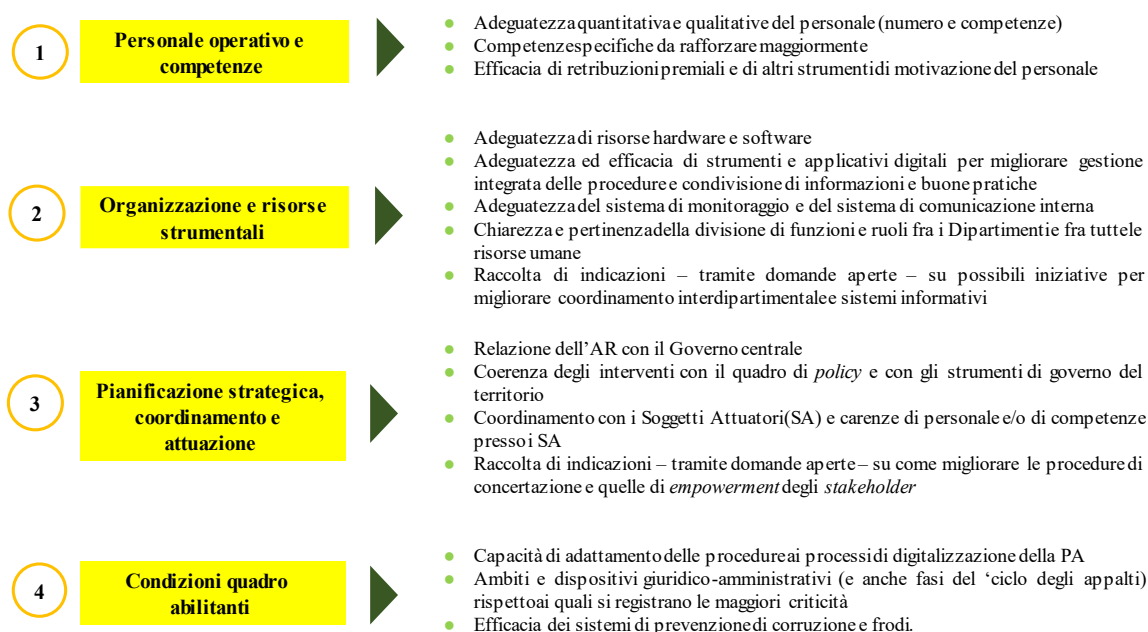 1
Personale operativo e
competenze
● Adeguatezza quantitativa e qualitative del personale (numero e competenze)
● Competenze specifiche da rafforzare maggiormente
● Efficacia di retribuzioni premiali e di altri strumenti di motivazione del personale
2
Organizzazione e risorse
strumentali
● Adeguatezza di risorse hardware e software
● Adeguatezza ed efficacia di strumenti e applicativi digitali per migliorare gestione
integrata delle procedure e condivisione di informazioni e buone pratiche
● Adeguatezza del sistema di monitoraggio e del sistema di comunicazione interna
● Chiarezza e pertinenza della divisione di funzioni e ruoli fra i Dipartimenti e fra tutte le
risorse umane
● Raccolta di indicazioni – tramite domande aperte – su possibili iniziative per
migliorare coordinamento interdipartimentale e sistemi informativi
3
Pianificazione strategica,
coordinamento e
attuazione
● Relazione dell’AR con il Governo centrale
● Coerenza degli interventi con il quadro di policy e con gli strumenti di governo del
territorio
● Coordinamento con i Soggetti Attuatori (SA) e carenze di personale e/o di competenze
presso i SA
● Raccolta di indicazioni – tramite domande aperte – su come migliorare le procedure di
concertazione e quelle di empowerment degli stakeholder
4
Condizioni quadro
abilitanti
● Capacità di adattamento delle procedure ai processi di digitalizzazione della PA
● Ambiti e dispositivi giuridico-amministrativi (e anche fasi del ‘ciclo degli appalti)
rispetto ai quali si registrano le maggiori criticità
● Efficacia dei sistemi di prevenzione di corruzione e frodi.